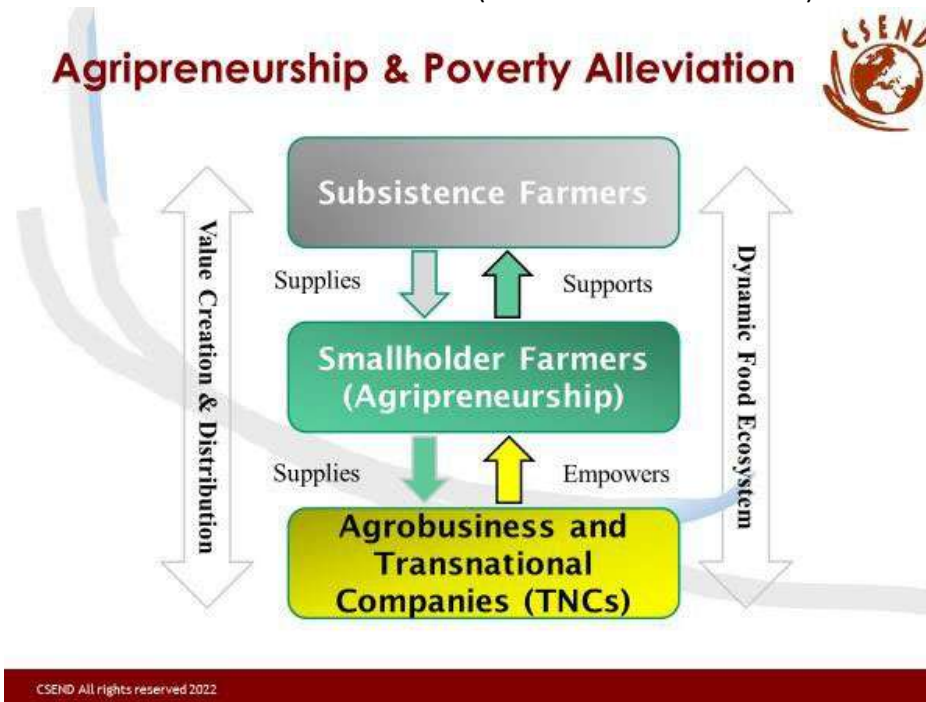 Agripreneurship & Poverty Alleviation
CSEND
Subsistence Farmers
Supplies
Supports
Value Creation & Distribution
Dynamic Food Ecosystem
Smallholder Farmers
(Agripreneurship)
Supplies
Empowers
Agrobusiness and
Transnational
Companies (TNCs)
CSEND All rights reserved 2022